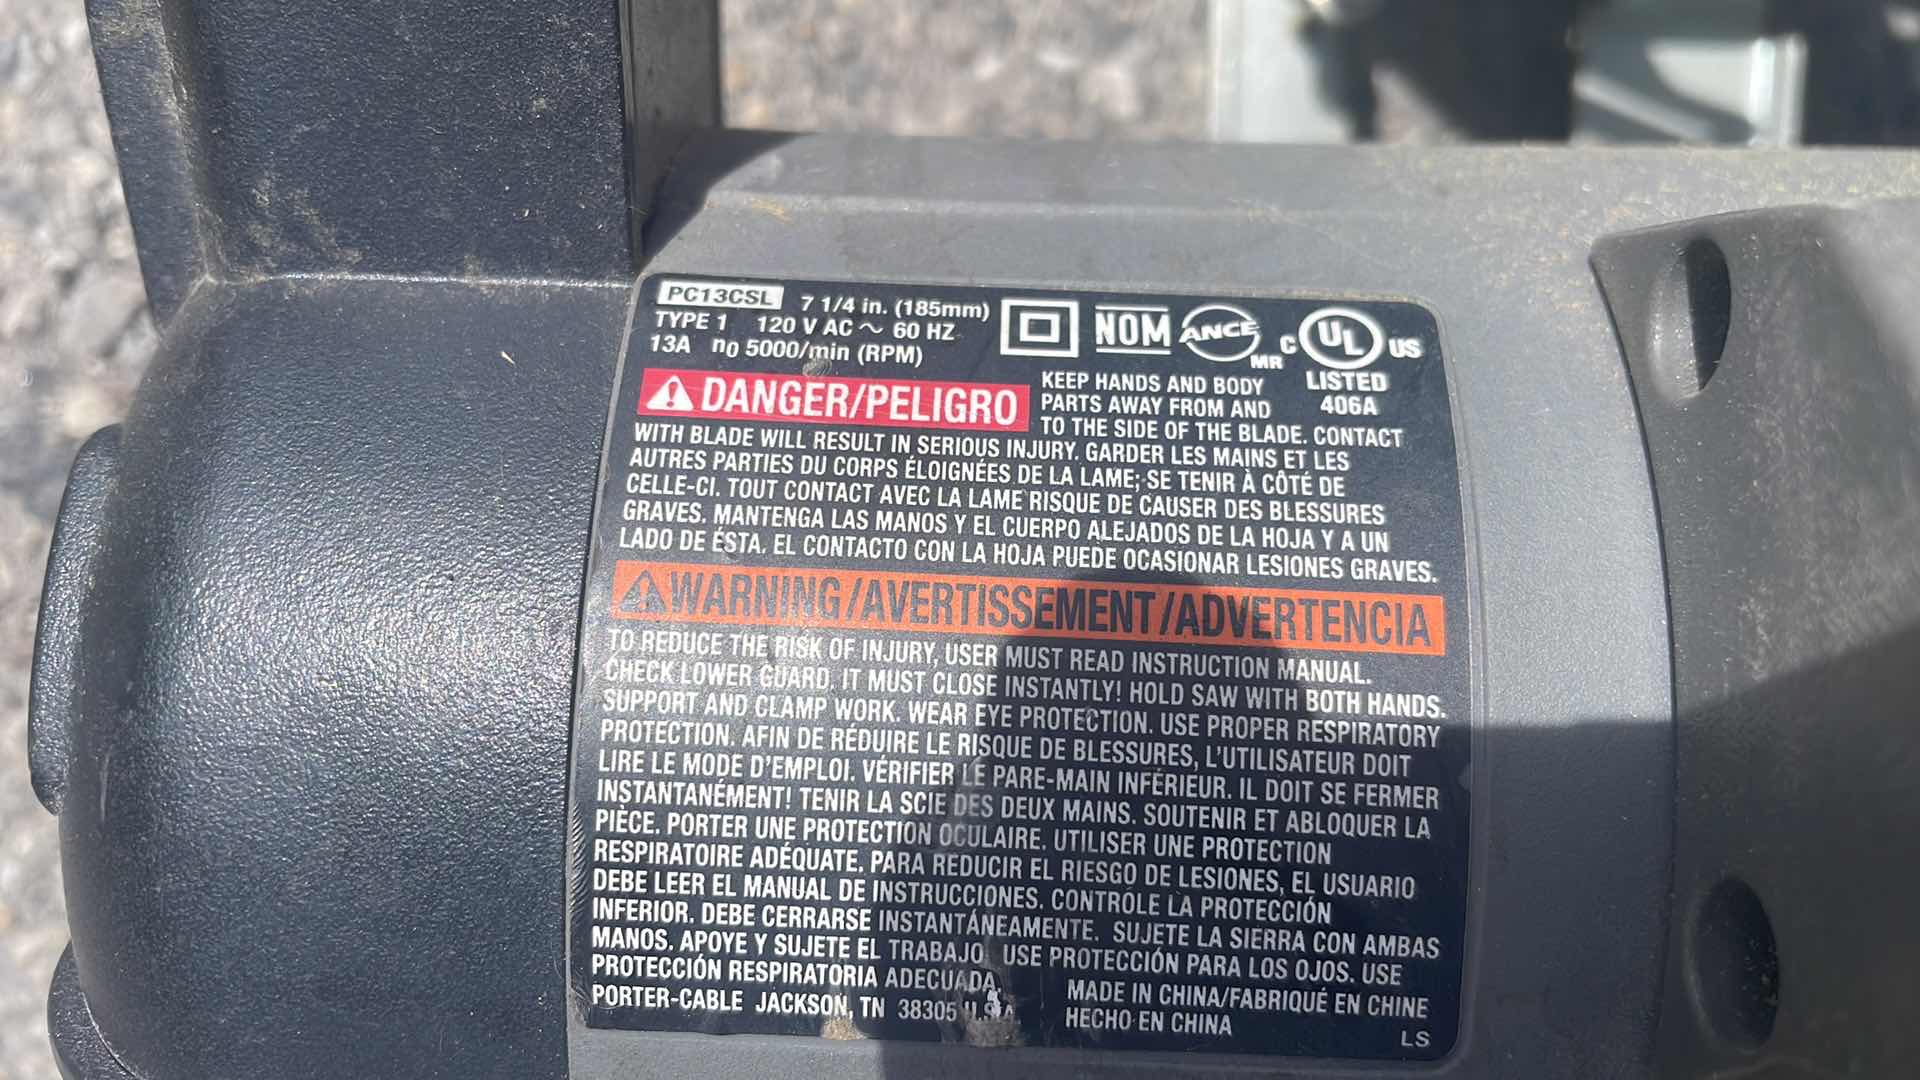 PC13CSL 7 1/4 in. (185mm)
TYPE 1 120 V AC ~ 60 HZ
13A n0 5000/min (RPM)
NOM ANCE MR C UL US
LISTED
406A
DANGER/PELIGRO KEEP HANDS AND BODY
PARTS AWAY FROM AND
TO THE SIDE OF THE BLADE. CONTACT
WITH BLADE WILL RESULT IN SERIOUS INJURY. GARDER LES MAINS ET LES
AUTRES PARTIES DU CORPS ÉLOIGNÉES DE LA LAME; SE TENIR À CÔTÉ DE
CELLE-CI. TOUT CONTACT AVEC LA LAME RISQUE DE CAUSER DES BLESSURES
GRAVES. MANTENGA LAS MANOS Y EL CUERPO ALEJADOS DE LA HOJA Y A UN
LADO DE ÉSTA. EL CONTACTO CON LA HOJA PUEDE OCASIONAR LESIONES GRAVES.
WARNING/AVERTISSEMENT/ADVERTENCIA
TO REDUCE THE RISK OF INJURY, USER MUST READ INSTRUCTION MANUAL.
CHECK LOWER GUARD. IT MUST CLOSE INSTANTLY! HOLD SAW WITH BOTH HANDS.
SUPPORT AND CLAMP WORK. WEAR EYE PROTECTION. USE PROPER RESPIRATORY
PROTECTION. AFIN DE RÉDUIRE LE RISQUE DE BLESSURES, L'UTILISATEUR DOIT
LIRE LE MODE D'EMPLOI. VÉRIFIER LE PARE-MAIN INFÉRIEUR. IL DOIT SE FERMER
INSTANTANÉMENT! TENIR LA SCIE DES DEUX MAINS. SOUTENIR ET ABLOQUER LA
PIÈCE. PORTER UNE PROTECTION OCULAIRE. UTILISER UNE PROTECTION
RESPIRATOIRE ADÉQUATE. PARA REDUCIR EL RIESGO DE LESIONES, EL USUARIO
DEBE LEER EL MANUAL DE INSTRUCCIONES. CONTRÓLE LA PROTECCIÓN
INFERIOR. DEBE CERRARSE INSTANTÁNEAMENTE. SUJETE LA SIERRA CON AMBAS
MANOS. APOYE Y SUJETE EL TRABAJO. USE PROTECCIÓN PARA LOS OJOS. USE
PROTECCIÓN RESPIRATORIA ADECUADA.
PORTER-CABLE JACKSON, TN 38305 U.S.A.
MADE IN CHINA/FABRIQUÉ EN CHINE
HECHO EN CHINA
LS